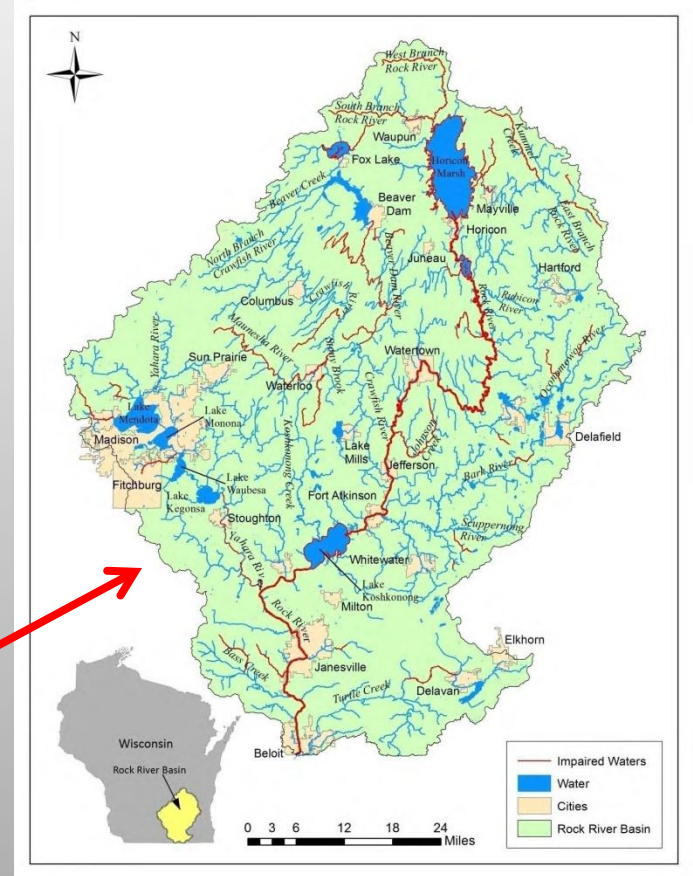 N
West Branch
Rock River
South Branch
Rock River
Waupun
Kummel
Creek
Fox Lake
Horicon
Marsh
Beaver Creek
Beaver
Dam
Mayville
East Branch
Rock River
Horicon
North Branch
Crawfish River
Beaver Dam River
Juneau
Hartford
Rock River
Rubicon
River
Columbus
Crawfish
Ri
Maunesha River
Yahara River
Sun Prairie
Stony Brook
Watertown
Oconomowoc River
Waterloo
Crawfish River
Lake
Mendota
Lake
Monona
Koshkonong Creek
Johnson
Creek
Madison
Lake
Mills
Delafield
Jefferson
Bark River
Lake
Waubesa
Fitchburg
Lake
Kegonsa
Fort Atkinson
Stoughton
Scuppernong
River
Yahara River
Whitewater
Lake
Koshkonong
Milton
Rock River
Elkhorn
Bass Creek
Janesville
Turtle Creek
Delavan
Beloit
Wisconsin
Rock River Basin
0 3 6 12 18 24
Miles
Impaired Waters
Water
Cities
Rock River Basin